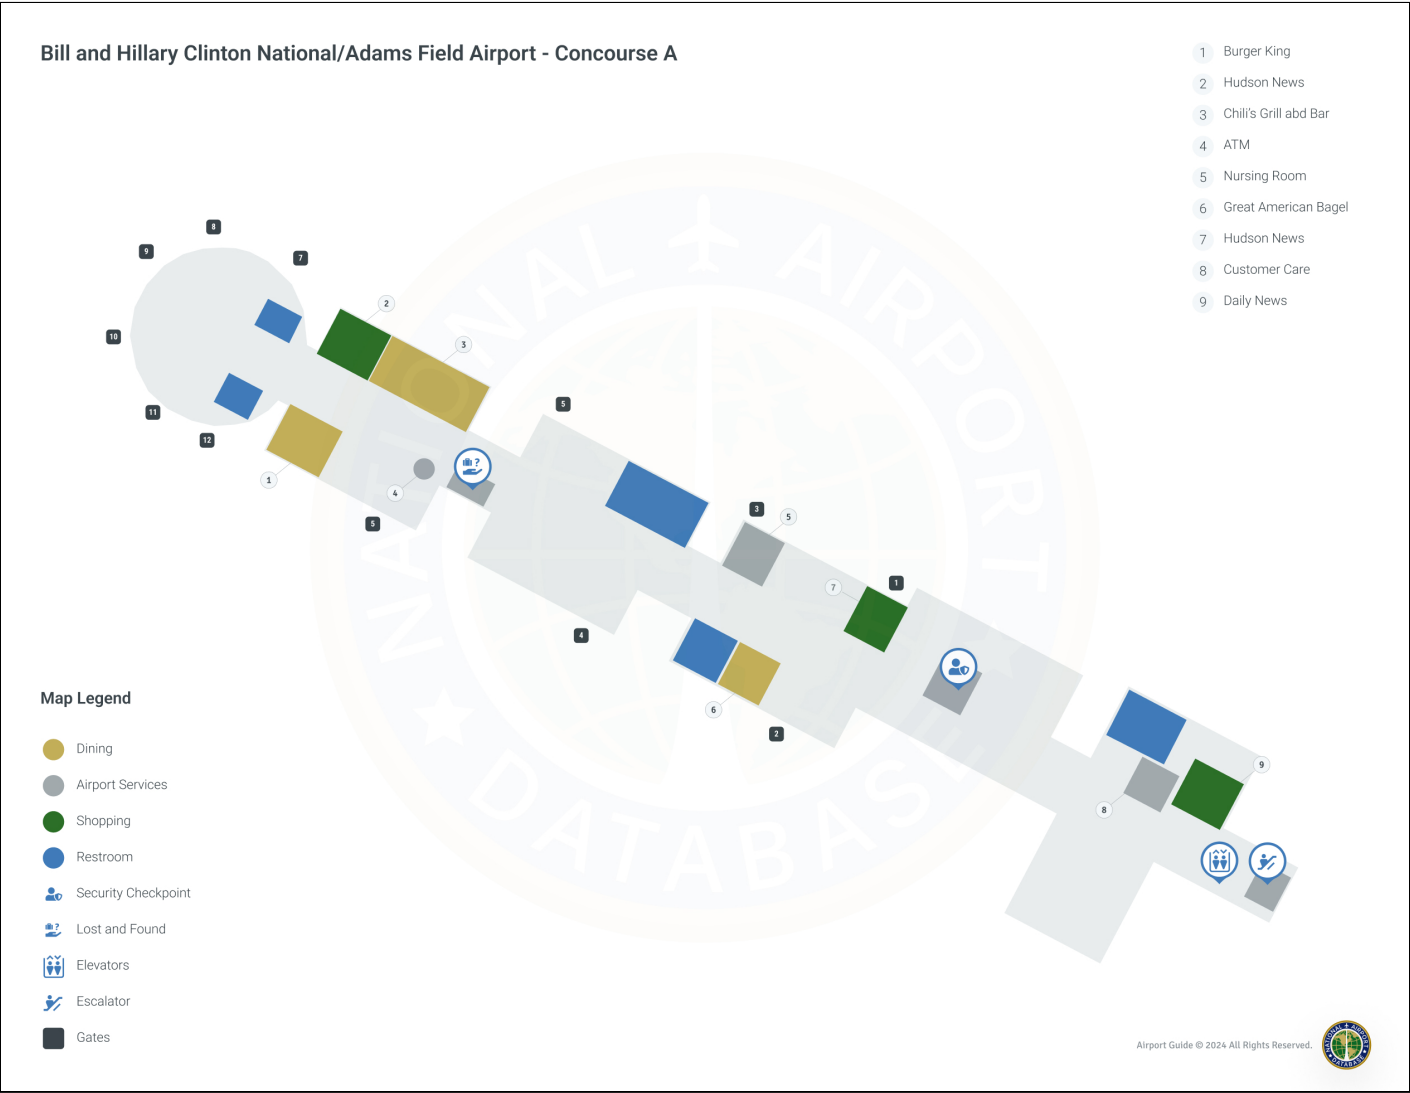 Bill and Hillary Clinton National/Adams Field Airport - Concourse A
1 Burger King
2 Hudson News
3 Chili's Grill abd Bar
4 ATM
5 Nursing Room
6 Great American Bagel
7 Hudson News
8 Customer Care
9 Daily News
NATIONAL AIRPORT
DATABASE
8
9
7
10
2
3
11
12
5
1
4
5
3
5
7
1
4
6
2
9
8
Map Legend
Dining
Airport Services
Shopping
Restroom
Security Checkpoint
Lost and Found
Elevators
Escalator
Gates
Airport Guide © 2024 All Rights Reserved.
NATIONAL AIRPORT
DATABASE